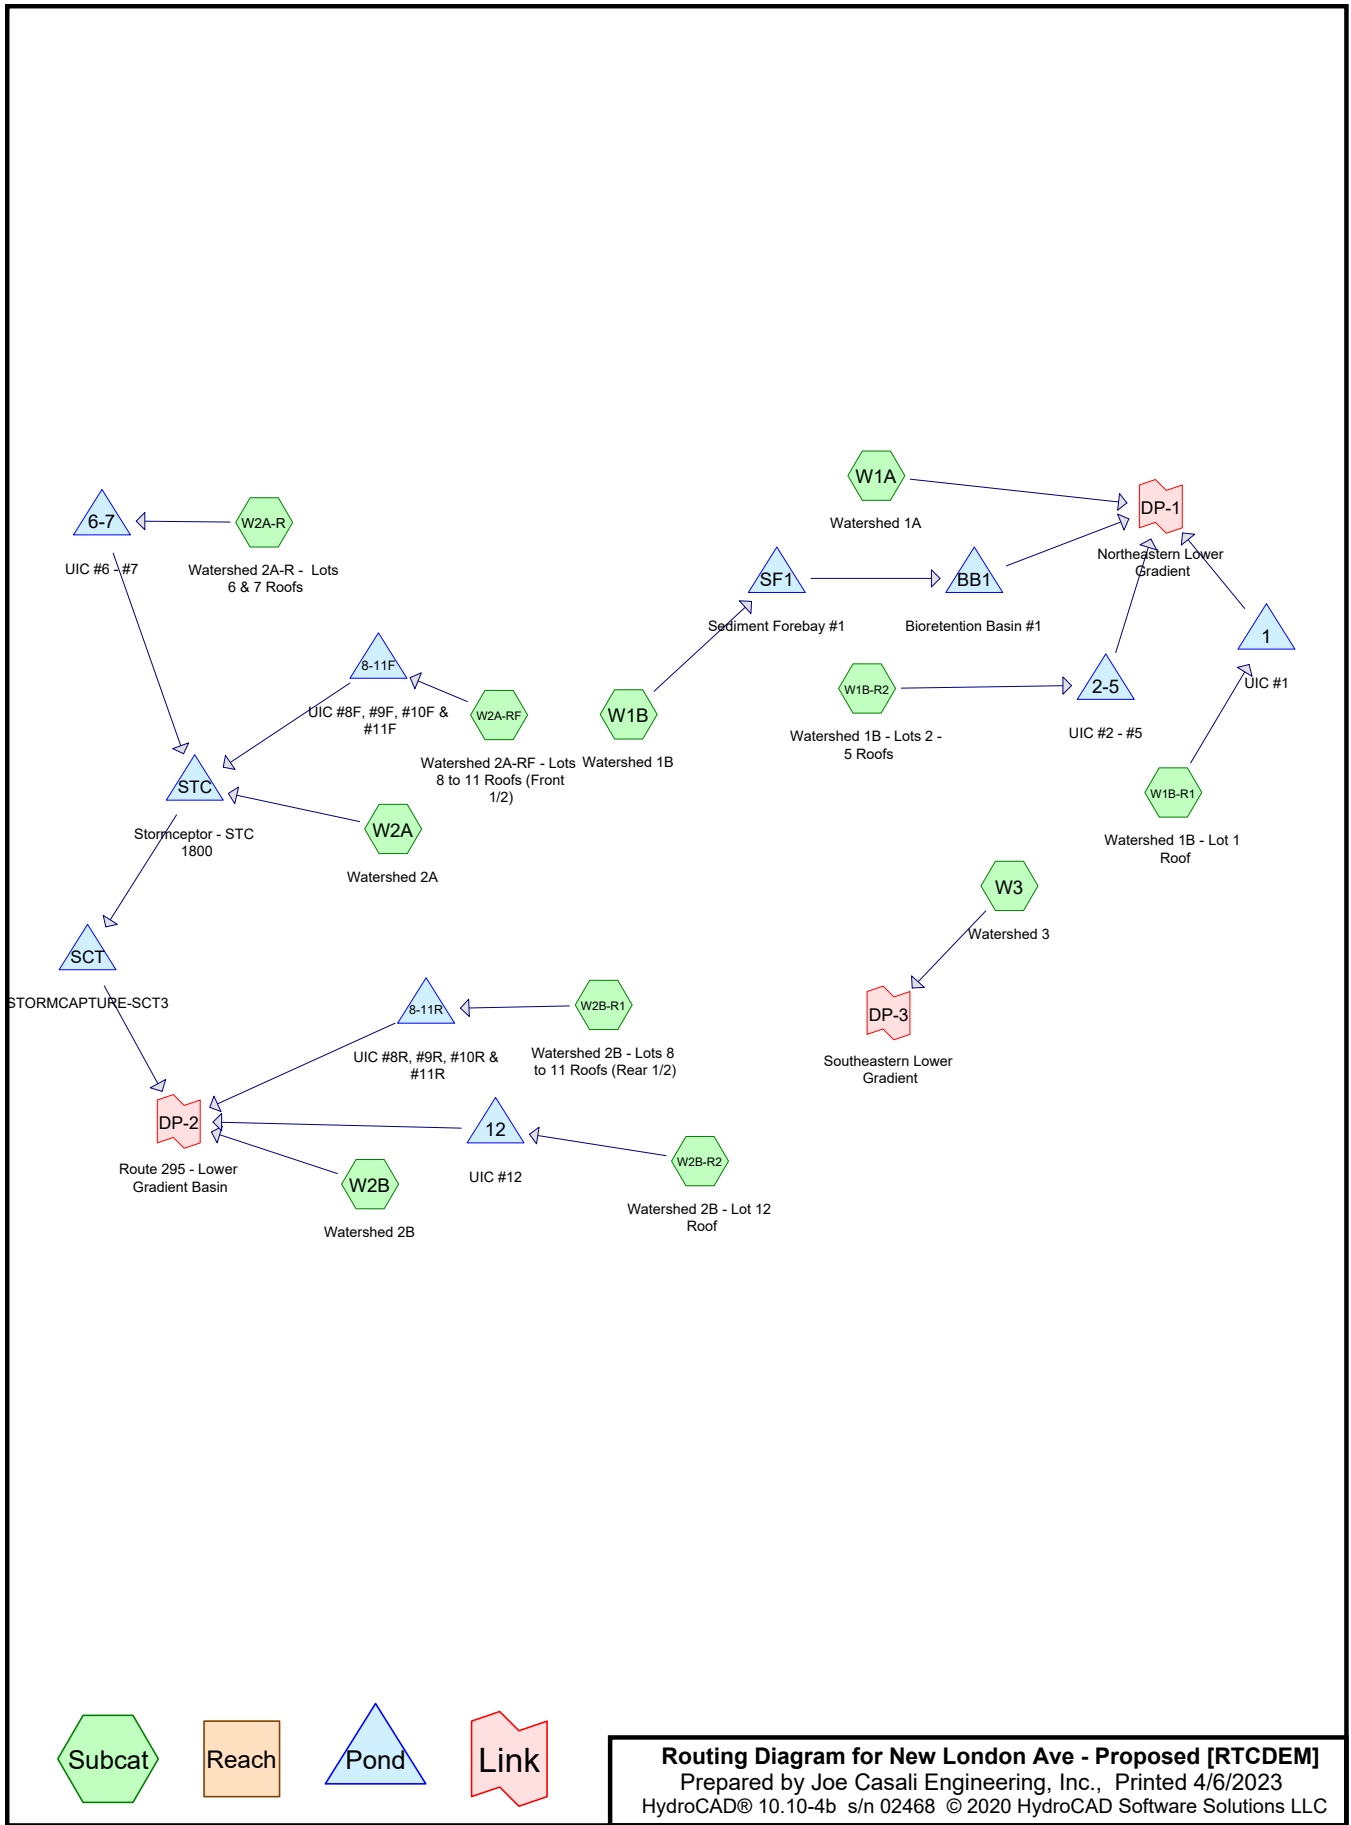 W1A
Watershed 1A
DP-1
Northeastern Lower
Gradient
6-7
UIC #6 - #7
W2A-R
Watershed 2A-R -  Lots
6 & 7 Roofs
SF1
Sediment Forebay #1
BB1
Bioretention Basin #1
1
UIC #1
8-11F
UIC #8F, #9F, #10F &
#11F
W2A-RF
Watershed 2A-RF - Lots
8 to 11 Roofs (Front
1/2)
W1B
Watershed 1B
W1B-R2
Watershed 1B - Lots 2 -
5 Roofs
2-5
UIC #2 - #5
STC
Stormceptor - STC
1800
W2A
Watershed 2A
W1B-R1
Watershed 1B - Lot 1
Roof
W3
Watershed 3
SCT
STORMCAPTURE-SCT3
8-11R
UIC #8R, #9R, #10R &
#11R
W2B-R1
Watershed 2B - Lots 8
to 11 Roofs (Rear 1/2)
DP-3
Southeastern Lower
Gradient
DP-2
Route 295 - Lower
Gradient Basin
12
UIC #12
W2B
Watershed 2B
W2B-R2
Watershed 2B - Lot 12
Roof
Subcat
Reach
Pond
Link
Routing Diagram for New London Ave - Proposed [RTCDEM]
Prepared by Joe Casali Engineering, Inc.,  Printed 4/6/2023
HydroCAD® 10.10-4b  s/n 02468  © 2020 HydroCAD Software Solutions LLC